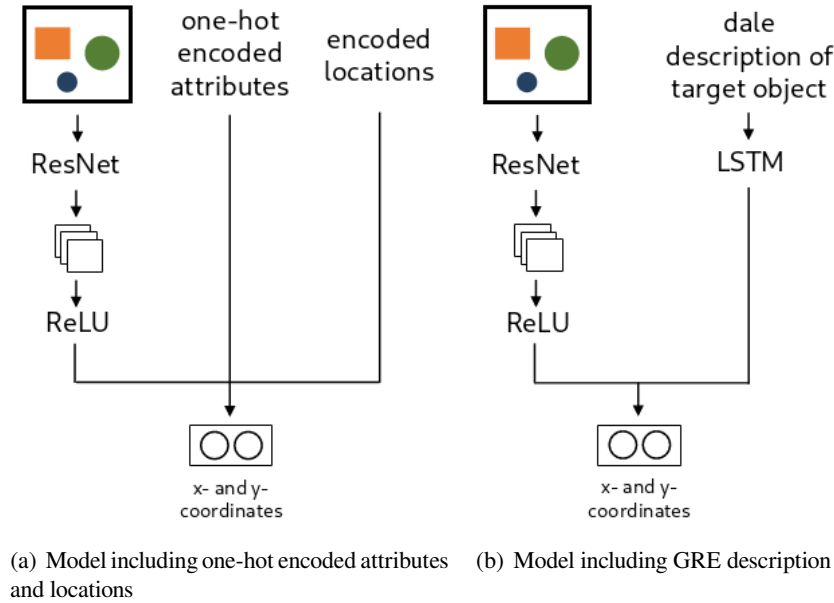 one-hot
encoded
attributes
encoded
locations
ResNet
ReLU
x- and y-
coordinates
(a) Model including one-hot encoded attributes
and locations
dale
description of
target object
ResNet
LSTM
ReLU
x- and y-
coordinates
(b) Model including GRE description